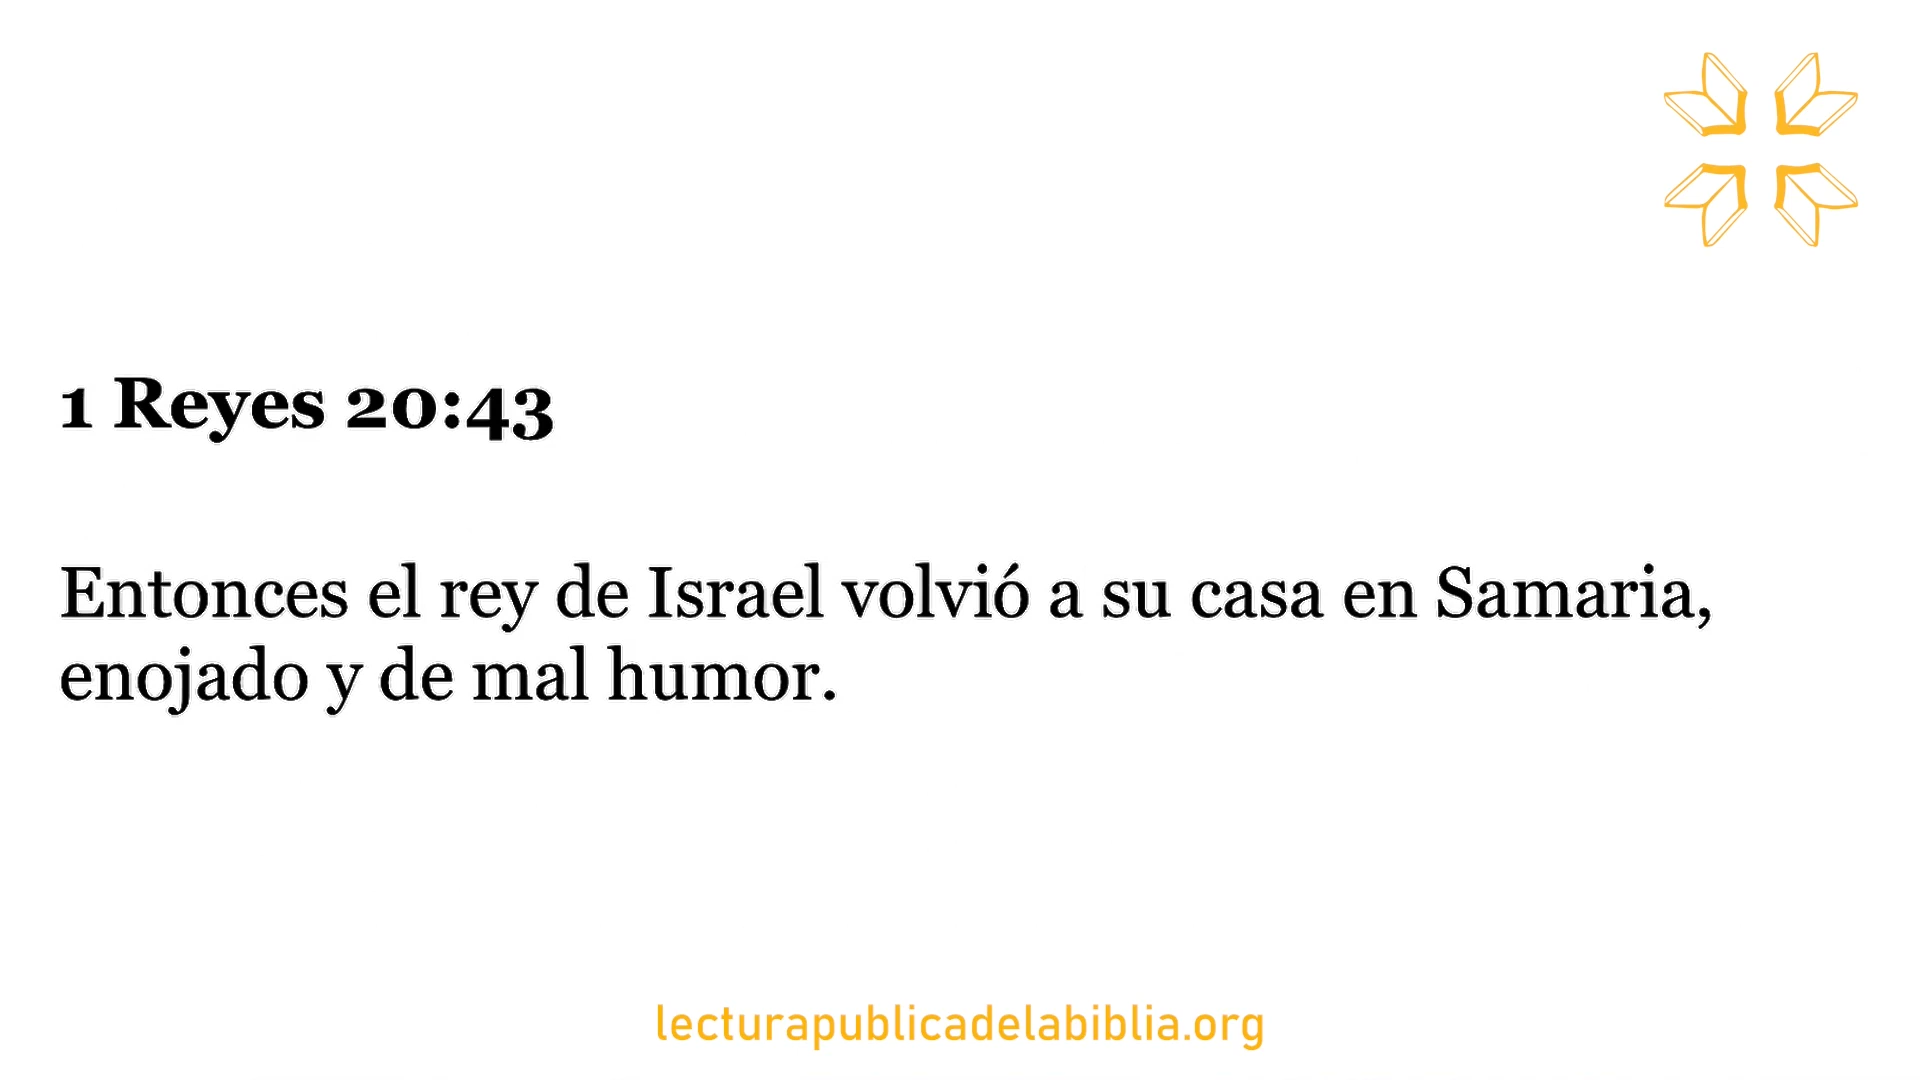 1 Reyes 20:43
Entonces el rey de Israel volvió a su casa en Samaria,
enojado y de mal humor.
lecturapublicadelabiblia.org